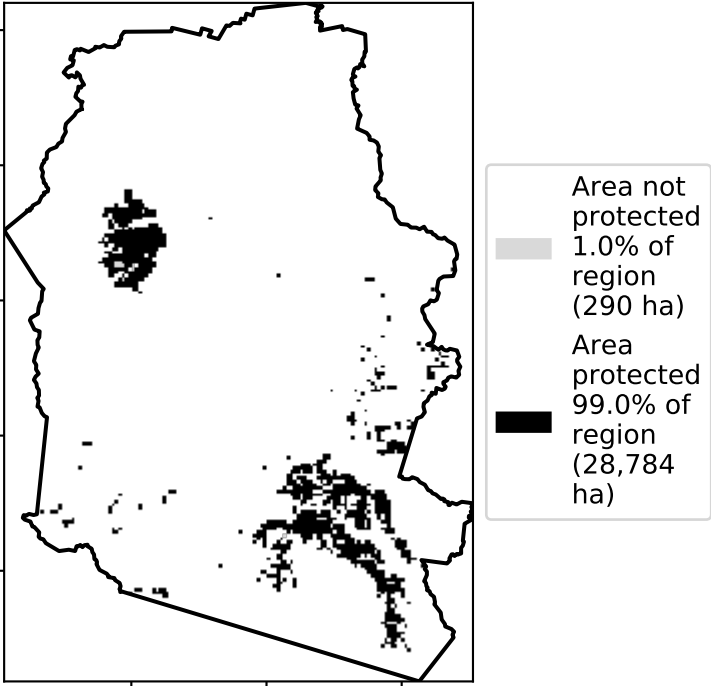 Area not
protected
1.0% of
region
(290 ha)
Area
protected
99.0% of
region
(28,784
ha)